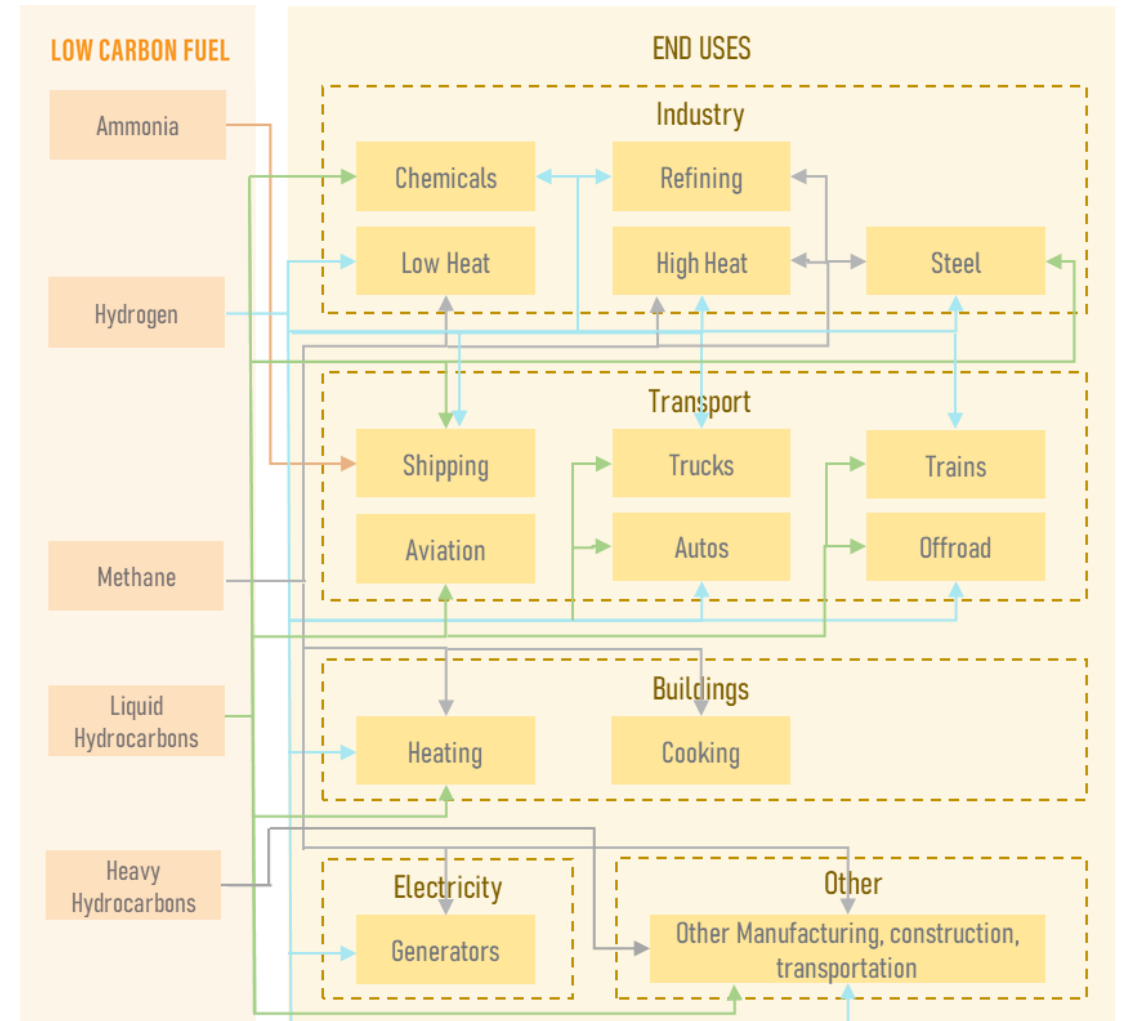 LOW CARBON FUEL
END USES
Ammonia
Hydrogen
Methane
Liquid
Hydrocarbons
Heavy
Hydrocarbons
Industry
Chemicals
Refining
Low Heat
High Heat
Steel
Transport
Shipping
Trucks
Trains
Aviation
Autos
Offroad
Buildings
Heating
Cooking
Electricity
Generators
Other
Other Manufacturing, construction,
transportation